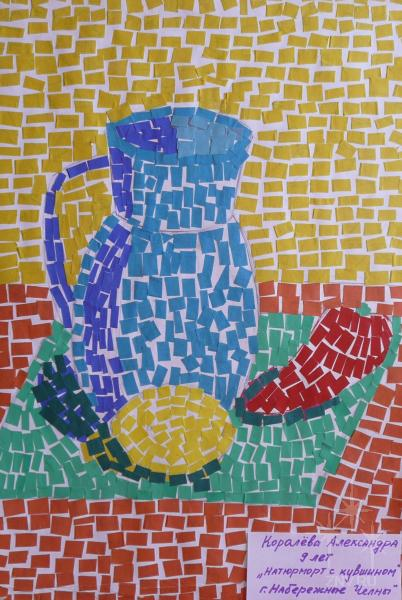 Королёва Александра
9 лет
„Натюрморт с кувшином"
г. Набережные Челны"